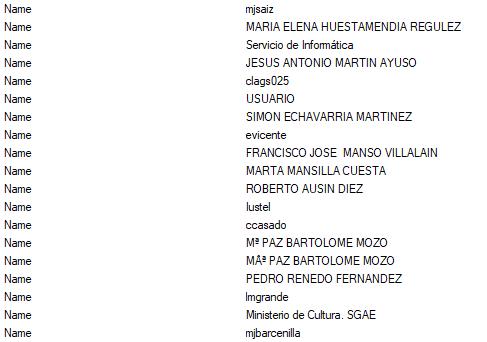 Name mjsaiz
Name MARIA ELENA HUESTAMENDIA REGULEZ
Name Servicio de Informática
Name JESUS ANTONIO MARTIN AYUSO
Name clags025
Name USUARIO
Name SIMON ECHAVARRIA MARTINEZ
Name evicente
Name FRANCISCO JOSE  MANSO VILLALAIN
Name MARTA MANSILLA CUESTA
Name ROBERTO AUSIN DIEZ
Name lustel
Name ccasado
Name Mª PAZ BARTOLOME MOZO
Name MÂª PAZ BARTOLOME MOZO
Name PEDRO RENEDO FERNANDEZ
Name lmgrande
Name Ministerio de Cultura. SGAE
Name mjbarcenilla